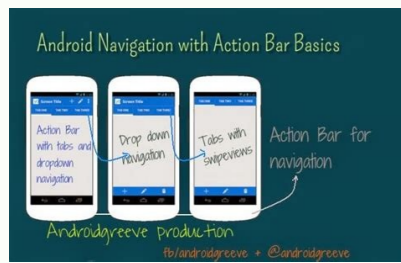 Android Navigation with Action Bar Basics
Action Bar
with tabs and
dropdown
navigation
Drop down
navigation
Tabs with
swipeviews
Action Bar for
navigation
Androidgreeve production
fb/androidgreeve + @androidgreeve